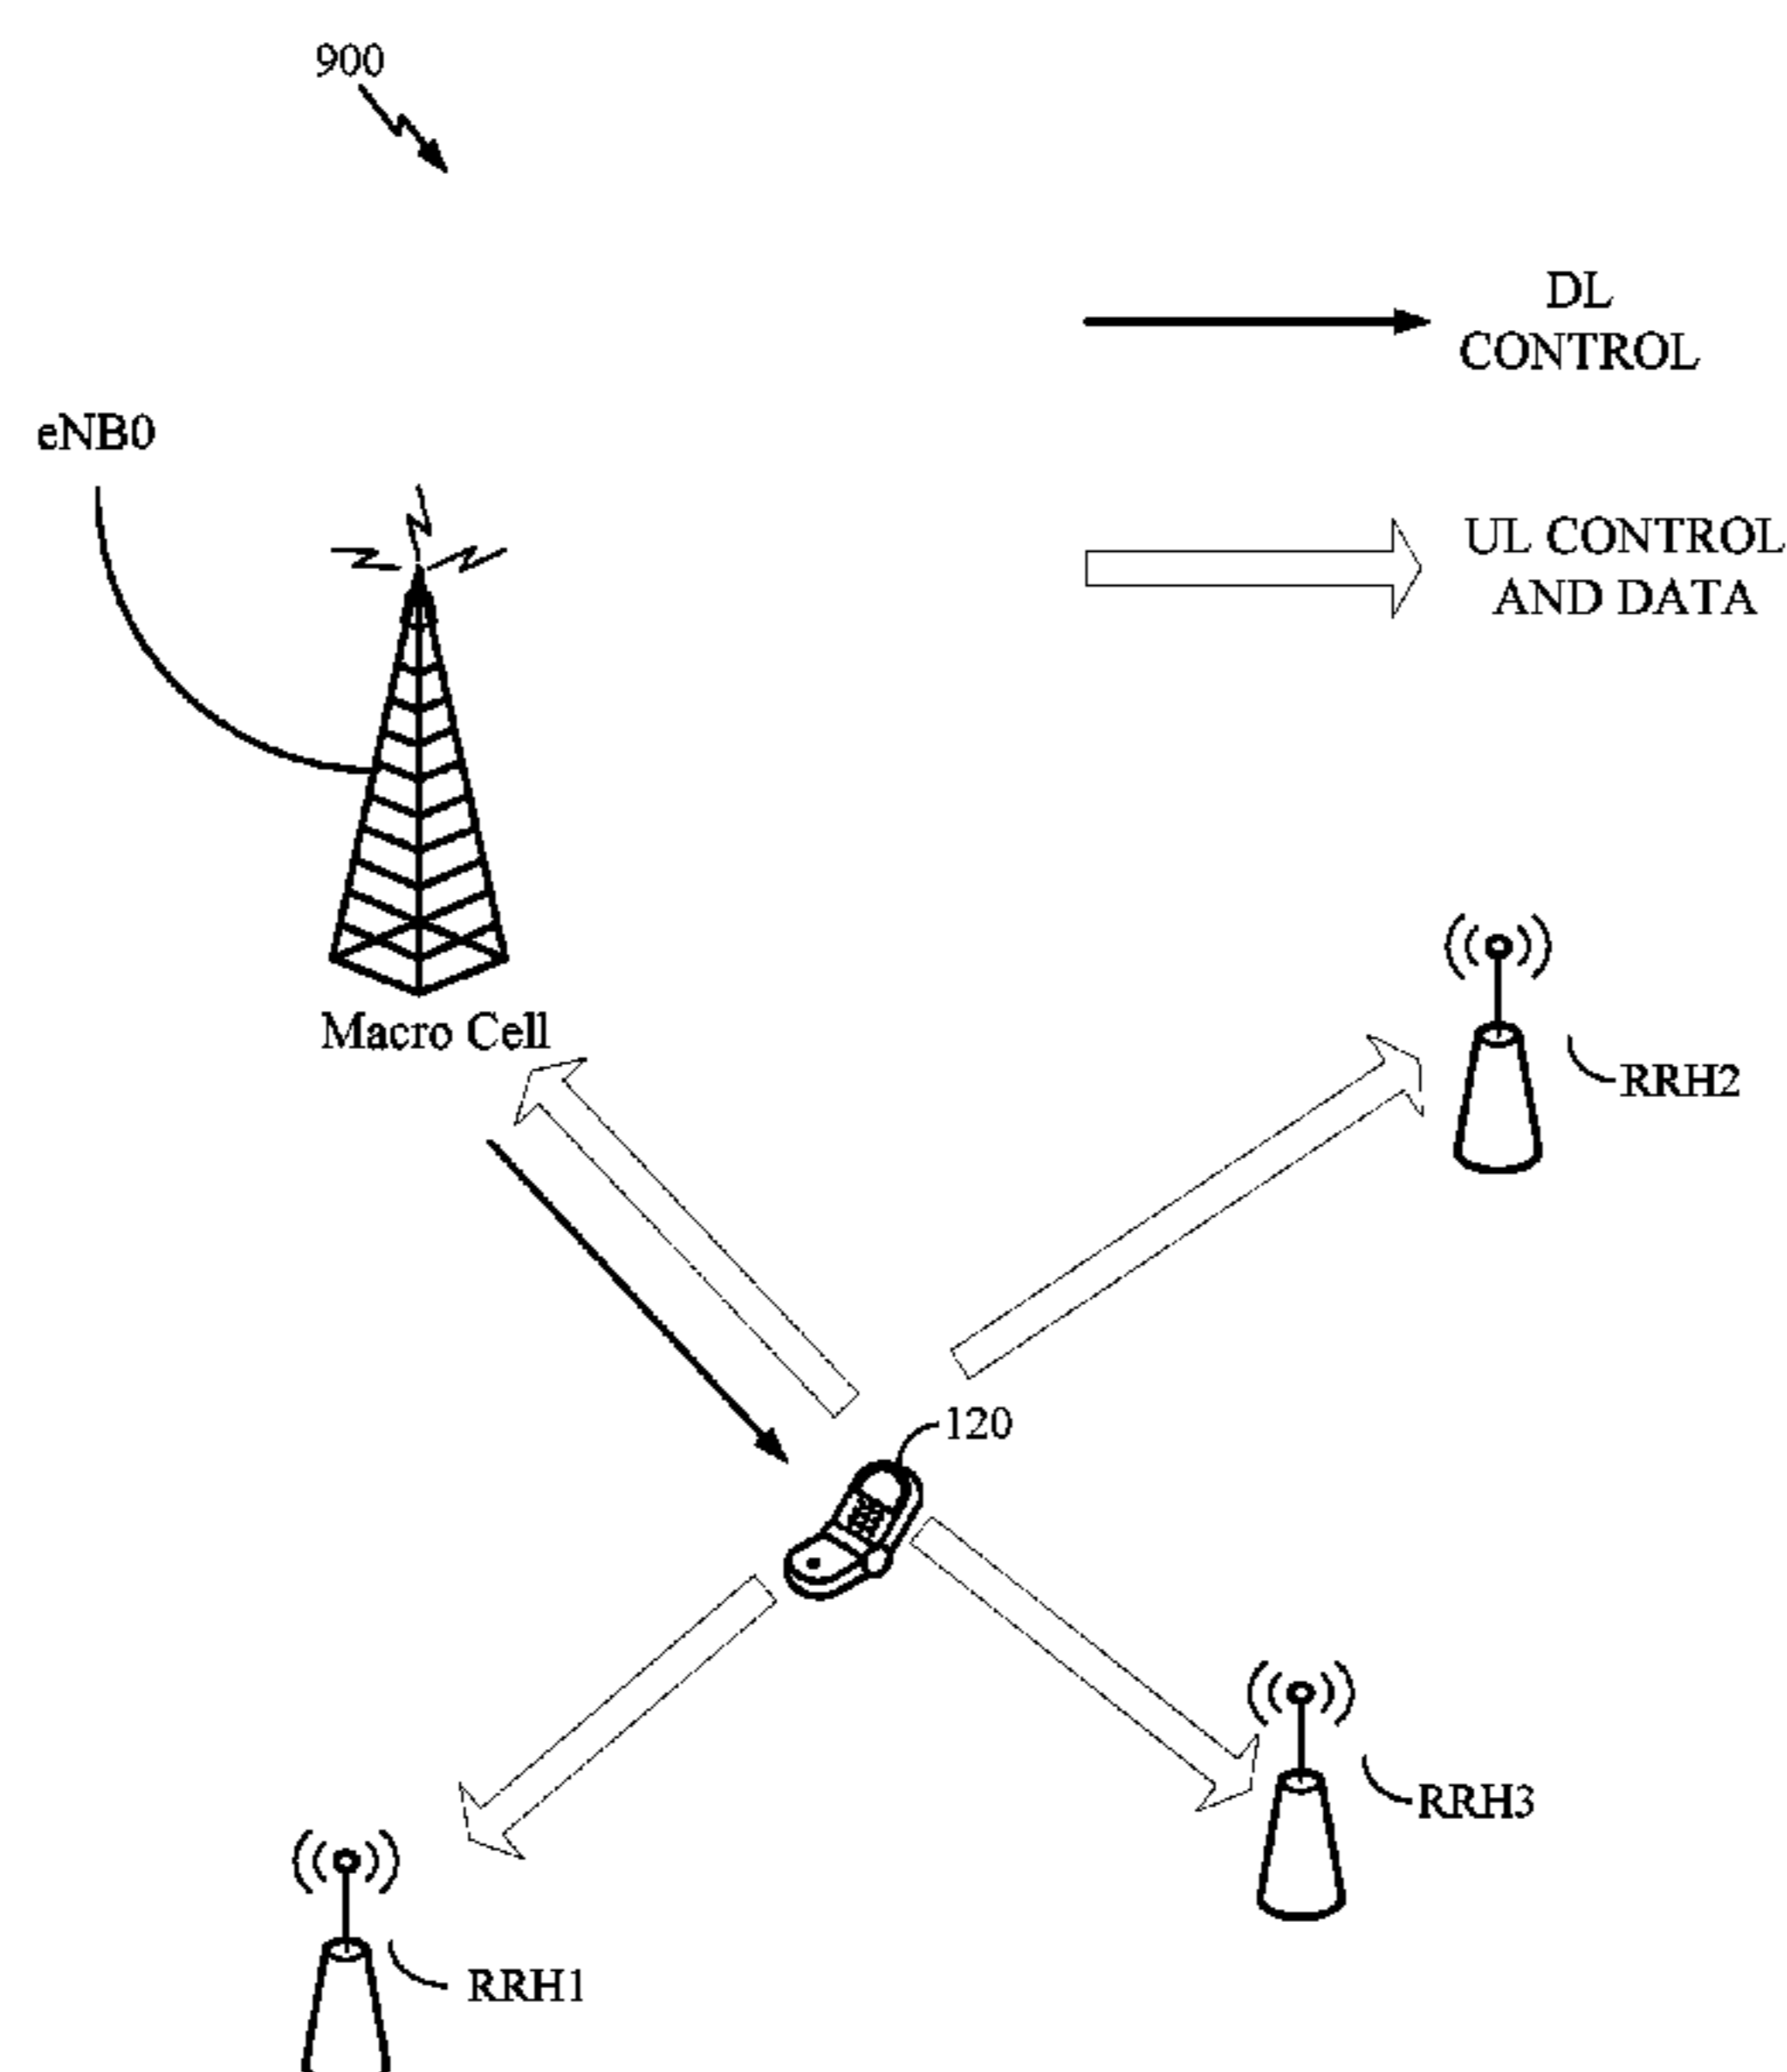 900
DL
CONTROL
eNB0
UL CONTROL
AND DATA
Macro Cell
RRH2
120
RRH3
RRH1